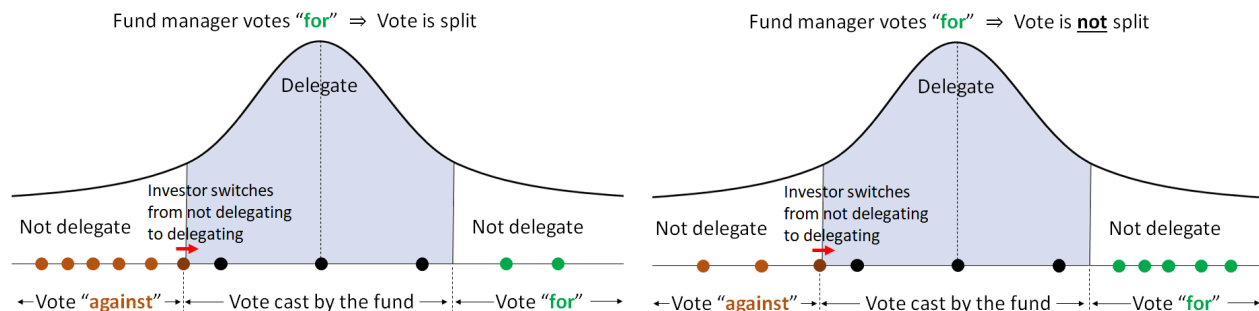 Fund manager votes “for” ⇒ Vote is split
Delegate
Investor switches
from not delegating
to delegating
Not delegate
Not delegate
Vote “against”
Vote cast by the fund
Vote “for”
Fund manager votes “for” ⇒ Vote is not split
Delegate
Investor switches
from not delegating
to delegating
Not delegate
Not delegate
Vote “against”
Vote cast by the fund
Vote “for”